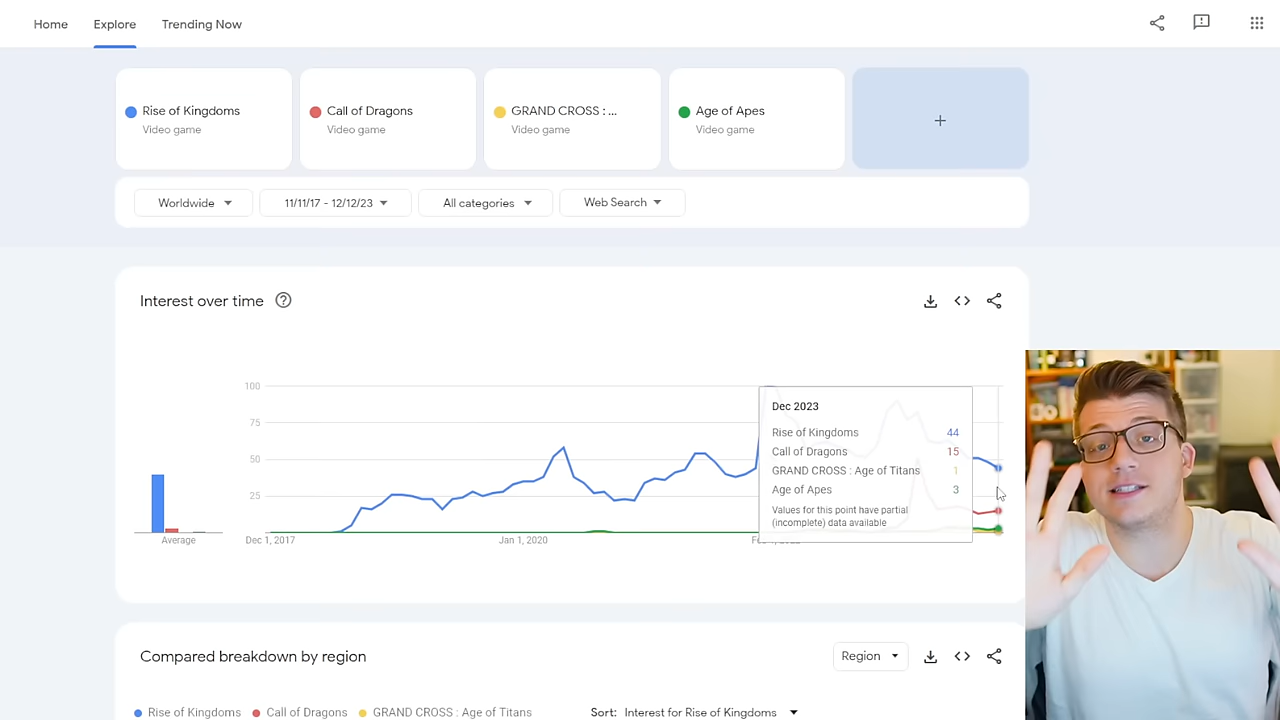 Home Explore Trending Now
Rise of Kingdoms
Video game
Call of Dragons
Video game
GRAND CROSS : ...
Video game
Age of Apes
Video game
+
Worldwide 11/11/17 - 12/12/23 All categories Web Search
Interest over time ?
100
75
50
25
Average
Dec 1, 2017 Jan 1, 2020
Dec 2023
Rise of Kingdoms 44
Call of Dragons 15
GRAND CROSS : Age of Titans 1
Age of Apes 3
Values for this point have partial
(incomplete) data available
Compared breakdown by region Region
Rise of Kingdoms Call of Dragons GRAND CROSS : Age of Titans Sort: Interest for Rise of Kingdoms